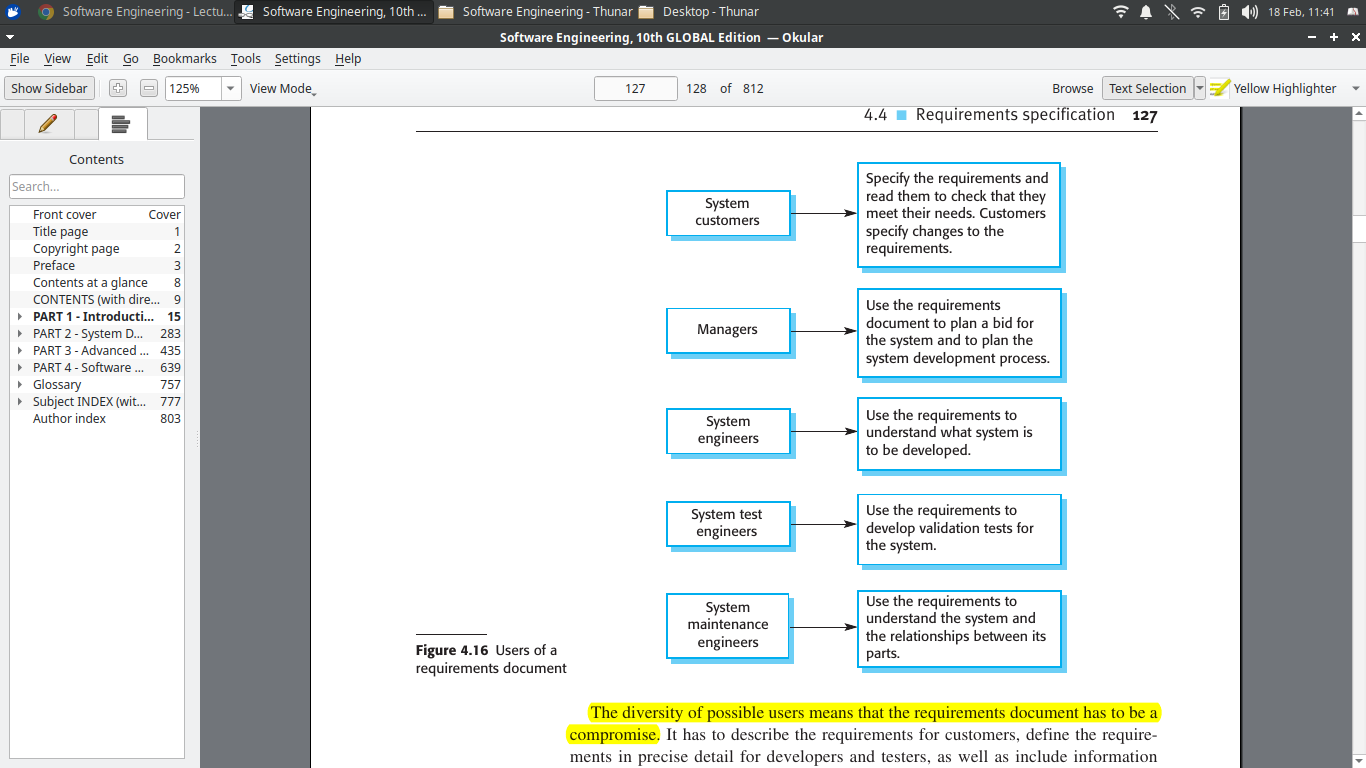 Software Engineering - Lectu...
Software Engineering, 10th ...
Software Engineering - Thunar
Desktop - Thunar
18 Feb, 11:41
Software Engineering, 10th GLOBAL Edition — Okular
File View Edit Go Bookmarks Tools Settings Help
Show Sidebar
125%
View Mode
127
128 of 812
Browse
Text Selection
Yellow Highlighter
Contents
Search...
Front cover Cover
Title page 1
Copyright page 2
Preface 3
Contents at a glance 8
CONTENTS (with dire... 9
PART 1 - Introducti... 15
PART 2 - System D... 283
PART 3 - Advanced ... 435
PART 4 - Software ... 639
Glossary 757
Subject INDEX (wit... 777
Author index 803
4.4 ■ Requirements specification 127
System
customers
Specify the requirements and
read them to check that they
meet their needs. Customers
specify changes to the
requirements.
Managers
Use the requirements
document to plan a bid for
the system and to plan the
system development process.
System
engineers
Use the requirements to
understand what system is
to be developed.
System test
engineers
Use the requirements to
develop validation tests for
the system.
System
maintenance
engineers
Use the requirements to
understand the system and
the relationships between its
parts.
Figure 4.16 Users of a
requirements document
The diversity of possible users means that the requirements document has to be a
compromise. It has to describe the requirements for customers, define the require-
ments in precise detail for developers and testers, as well as include information